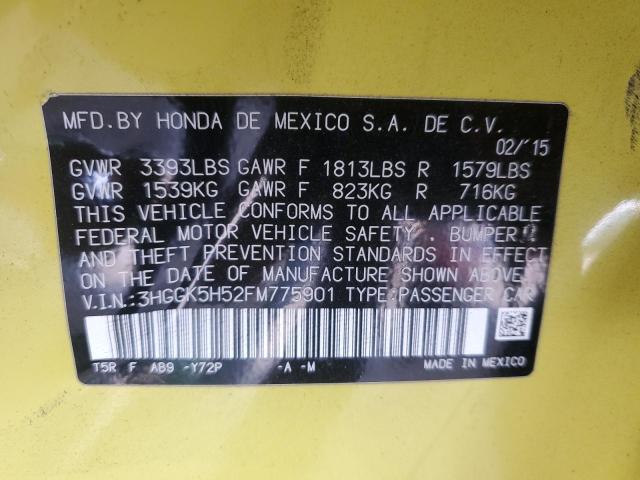 MFD.BY HONDA DE MEXICO S.A. DE C.V.
02/'15
GVWR 3393LBS GAWR F 1813LBS R 1579LBS
GVWR 1539KG GAWR F 823KG R 716KG
THIS VEHICLE CONFORMS TO ALL APPLICABLE
FEDERAL MOTOR VEHICLE SAFETY , BUMPER,
AND THEFT PREVENTION STANDARDS IN EFFECT
ON THE DATE OF MANUFACTURE SHOWN ABOVE.
V.I.N.:3HGGK5H52FM775901 TYPE:PASSENGER CAR
T5R F AB9 -Y72P -A -M MADE IN MEXICO